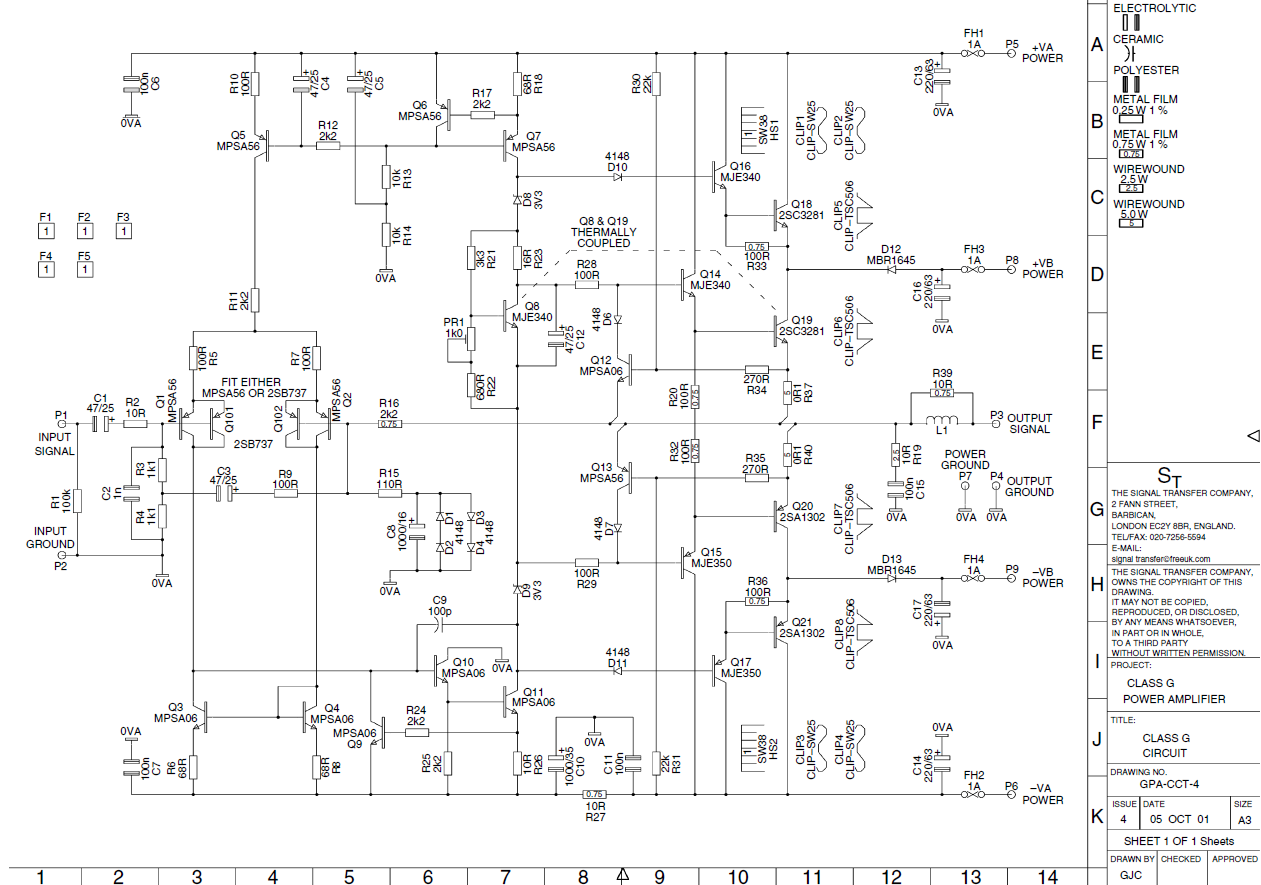 ELECTROLYTIC
CERAMIC
POLYESTER
METAL FILM
0.25 W 1 %
METAL FILM
0.75 W 1 %
0.75
WIREWOUND
2.5 W
2.5
WIREWOUND
5.0 W
5
A
B
C
D
E
F
G
H
I
J
K
FH1
1A
P5
+VA
POWER
100n
C6
0VA
R10
100R
47/25
C4
47/25
C5
Q6
MPSA56
R17
2k2
68R
R18
R30
22k
C13
220/63
0VA
Q5
MPSA56
R12
2k2
Q7
MPSA56
SW38
HS1
1
CLIP1
CLIP-SW25
CLIP2
CLIP-SW25
4148
D10
Q16
MJE340
10k
R13
D8
3V3
CLIP5
CLIP-TSC506
Q18
2SC3281
F1
1
F2
1
F3
1
F4
1
F5
1
10k
R14
0VA
Q8 & Q19
THERMALLY
COUPLED
3k3
R21
16R
R23
0.75
100R
R33
D12
MBR1645
FH3
1A
P8
+VB
POWER
R28
100R
Q14
MJE340
R11
2k2
Q8
MJE340
C16
220/63
0VA
PR1
1k0
4148
D6
47/25
C12
Q19
2SC3281
CLIP6
CLIP-TSC506
100R
R5
R7
100R
Q12
MPSA06
680R
R22
R20
100R
0.75
270R
R34
5
0R1
R37
R39
10R
0.75
FIT EITHER
MPSA56 OR 2SB737
Q1
MPSA56
Q101
Q102
MPSA56
Q2
2SB737
P1
INPUT
SIGNAL
C1
47/25
R2
10R
R16
2k2
0.75
L1
P3
OUTPUT
SIGNAL
R32
100R
0.75
5
0R1
R40
2.5
10R
R19
POWER
GROUND
P7
P4
OUTPUT
GROUND
R1
100k
C2
1n
R3
1k1
R4
1k1
C3
47/25
R9
100R
R15
110R
Q13
MPSA56
R35
270R
C8
1000/16
D1
D2
4148
D3
D4
4148
4148
D7
Q20
2SA1302
CLIP7
CLIP-TSC506
100n
C15
0VA
0VA
0VA
INPUT
GROUND
P2
0VA
0VA
100R
R29
Q15
MJE350
D13
MBR1645
FH4
1A
P9
-VB
POWER
D9
3V3
C9
100p
R36
100R
0.75
C17
220/63
0VA
Q21
2SA1302
CLIP8
CLIP-TSC506
Q10
MPSA06
0VA
4148
D11
Q17
MJE350
Q3
MPSA06
Q4
MPSA06
MPSA06
Q9
R24
2k2
Q11
MPSA06
0VA
100n
C7
R6
68R
68R
R8
R25
2k2
10R
R26
1000/35
C10
0VA
C11
100n
22k
R31
0.75
10R
R27
SW38
HS2
1
CLIP3
CLIP-SW25
CLIP4
CLIP-SW25
0VA
C14
220/63
FH2
1A
P6
-VA
POWER
ST
THE SIGNAL TRANSFER COMPANY,
2 FANN STREET,
BARBICAN,
LONDON EC2Y 8BR, ENGLAND.
TEL/FAX: 020-7256-5594
E-MAIL:
signal transfer@freeuk.com
THE SIGNAL TRANSFER COMPANY,
OWNS THE COPYRIGHT OF THIS
DRAWING.
IT MAY NOT BE COPIED,
REPRODUCED, OR DISCLOSED,
BY ANY MEANS WHATSOEVER,
IN PART OR IN WHOLE,
TO A THIRD PARTY
WITHOUT WRITTEN PERMISSION.
PROJECT:
CLASS G
POWER AMPLIFIER
TITLE:
CLASS G
CIRCUIT
DRAWING NO.
GPA-CCT-4
ISSUE
4
DATE
05 OCT 01
SIZE
A3
SHEET 1 OF 1 Sheets
DRAWN BY
CHECKED
APPROVED
GJC
1 2 3 4 5 6 7 8 9 10 11 12 13 14